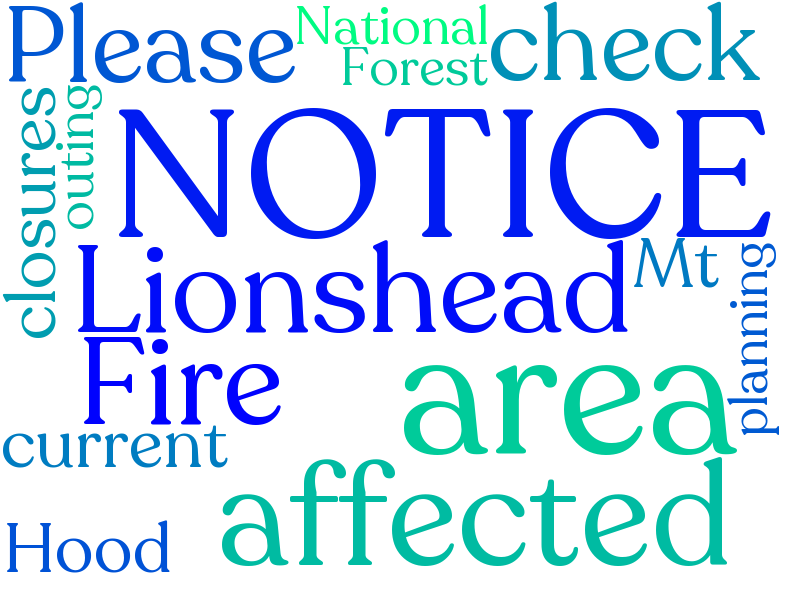 Please
National
Forest
check
closures
outing
NOTICE
Lionshead
Mt
planning
Fire
area
current
affected
Hood